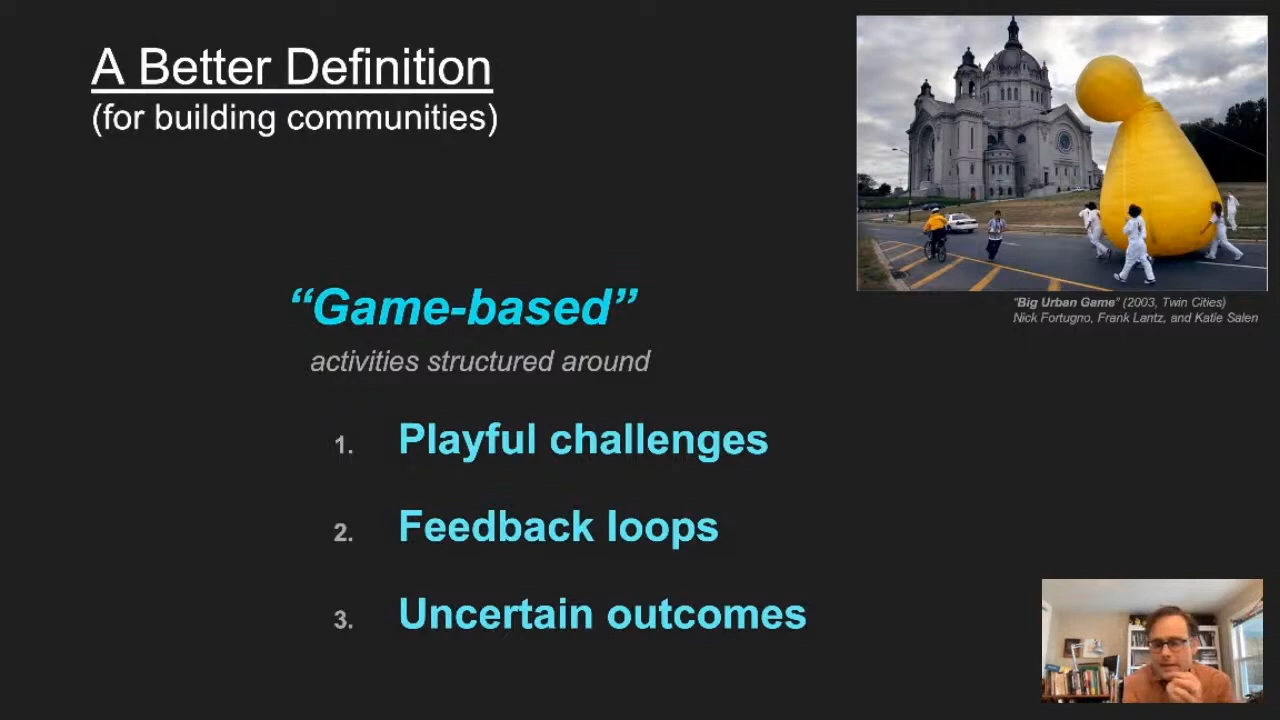 A Better Definition
(for building communities)
“Big Urban Game” (2003, Twin Cities)
Nick Fortugno, Frank Lantz, and Katie Salen
“Game-based”
activities structured around
1. Playful challenges
2. Feedback loops
3. Uncertain outcomes